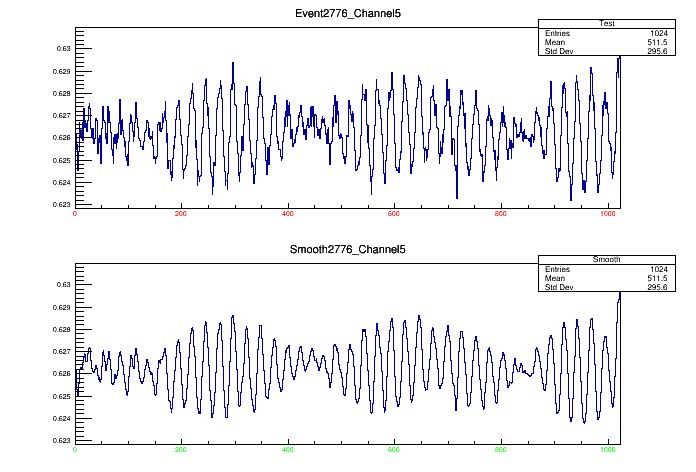 Event2776_Channel5
Test
Entries 1024
Mean 511.5
Std Dev 295.6
0.63
0.629
0.628
0.627
0.626
0.625
0.624
0.623
0 200 400 600 800 1000
Smooth2776_Channel5
Smooth
Entries 1024
Mean 511.5
Std Dev 295.6
0.63
0.629
0.628
0.627
0.626
0.625
0.624
0.623
0 200 400 600 800 1000